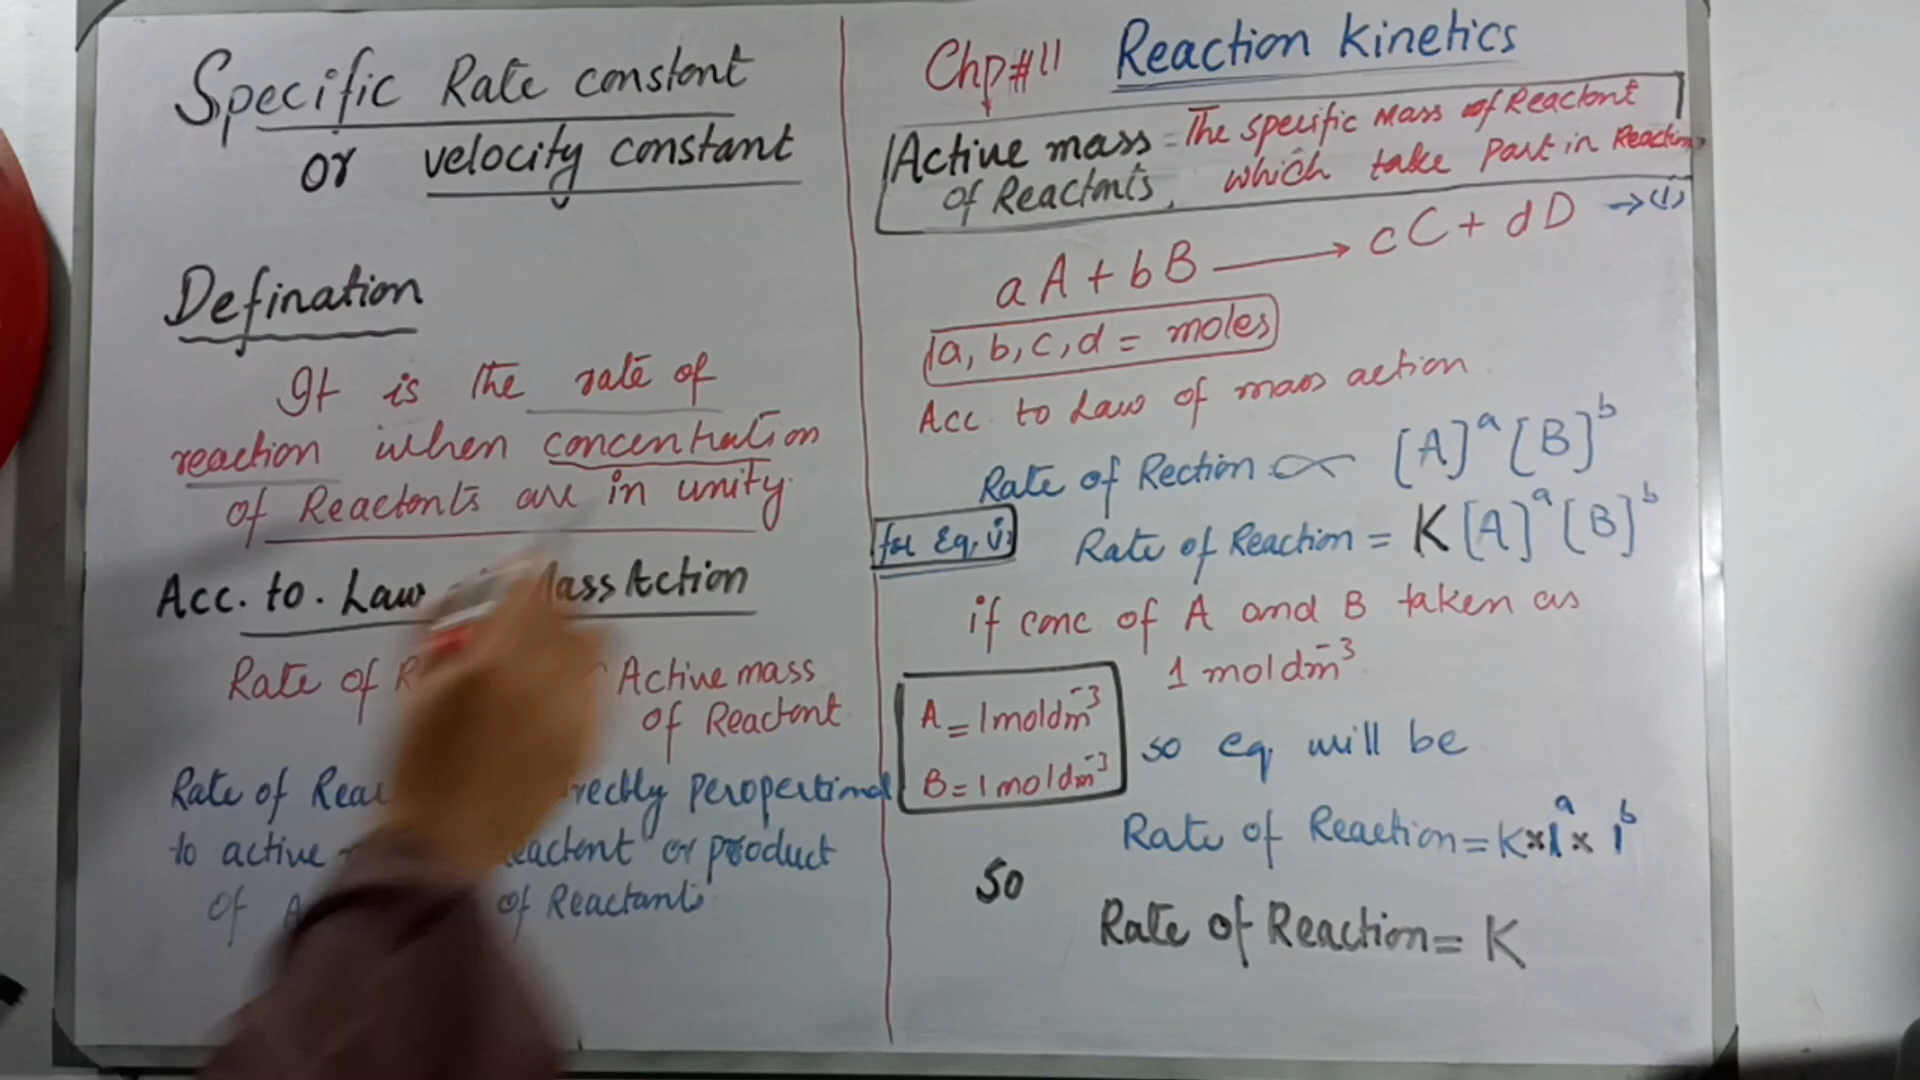 Specific Rate constant
or velocity constant
Defination
It is the rate of
reaction when concentration
of Reactants are in unity.
Acc. to. Law Mass Action
Rate of Active mass
of Reactant
Rate of Peropertional
to active or product
of of Reactants
Chp#11 Reaction Kinetics
Active mass = The specific Mass of Reactant
of Reactants, which take Part in Reaction
aA + bB → cC + dD → (1)
a, b, c, d = moles
Acc. to Law of mass action
Rate of Rection ∝ [A]ᵃ [B]ᵇ
for Eq, i; Rate of Reaction = K [A]ᵃ [B]ᵇ
if conc of A and B taken as
1 moldm⁻³
A = 1moldm⁻³
B = 1moldm⁻³
so eq will be
Rate of Reaction = K×1ᵃ× 1ᵇ
So
Rate of Reaction = K